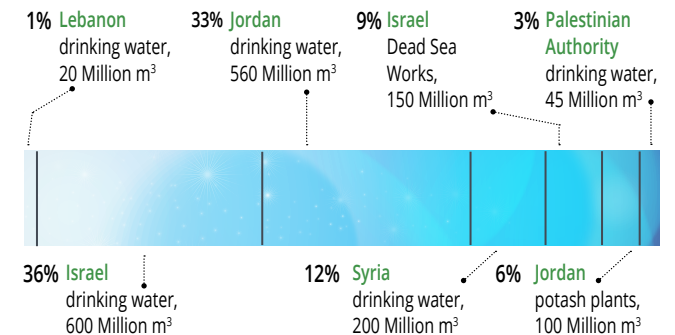 1% Lebanon
drinking water,
20 Million m³
33% Jordan
drinking water,
560 Million m³
9% Israel
Dead Sea
Works,
150 Million m³
3% Palestinian
Authority
drinking water,
45 Million m³
36% Israel
drinking water,
600 Million m³
12% Syria
drinking water,
200 Million m³
6% Jordan
potash plants,
100 Million m³